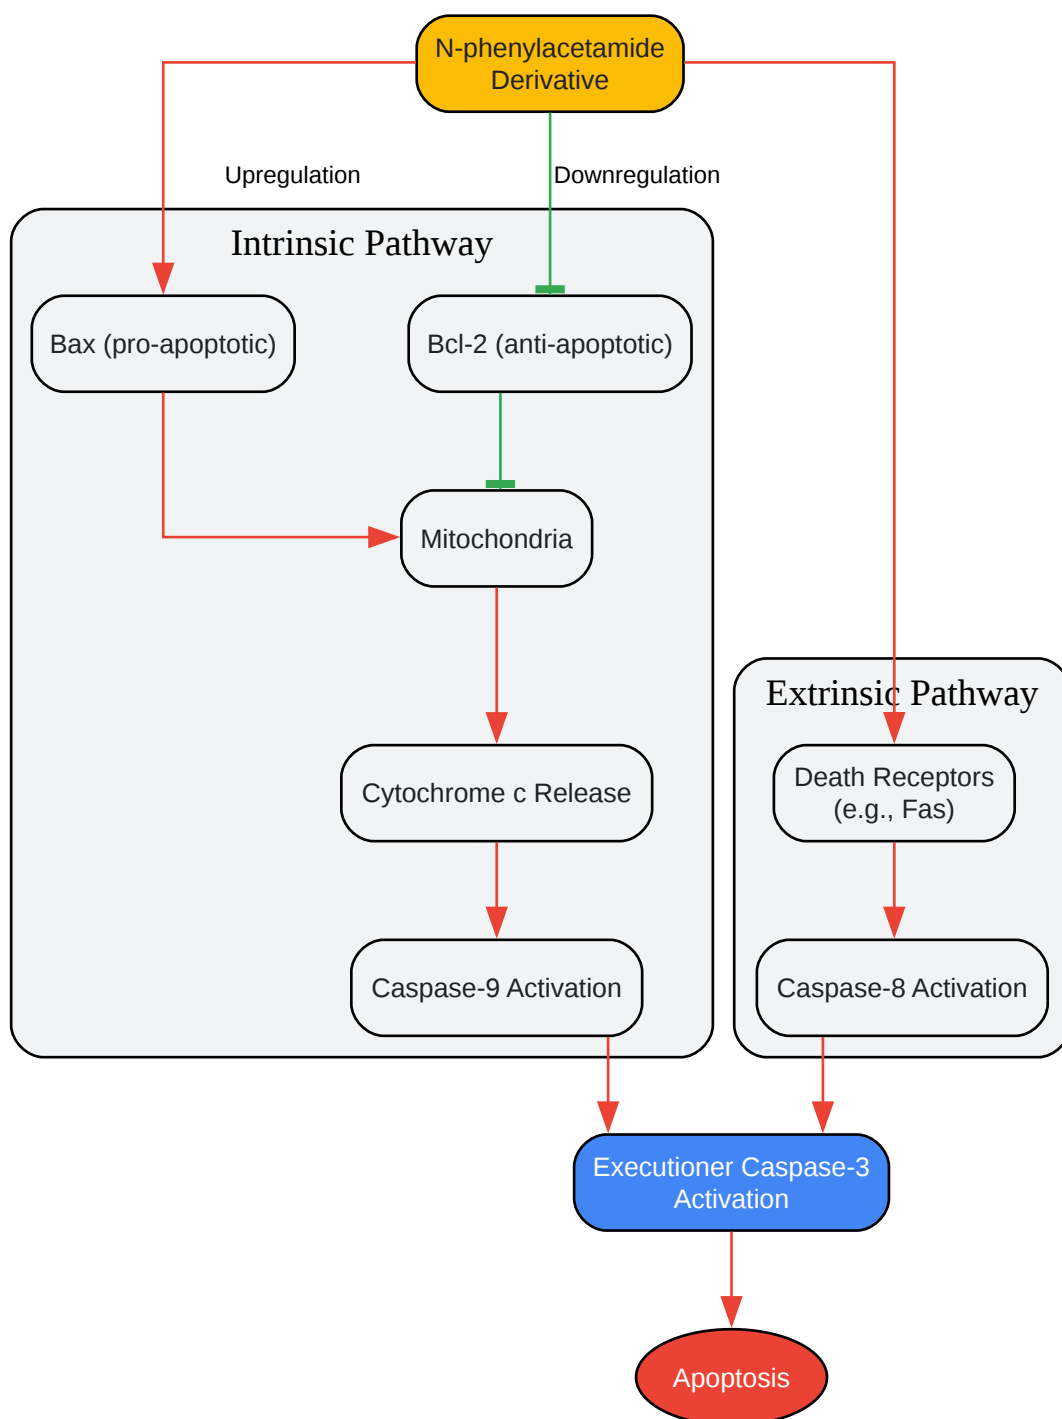 N-phenylacetamide
Derivative
Upregulation
Downregulation
Intrinsic Pathway
Bax (pro-apoptotic)
Bcl-2 (anti-apoptotic)
Mitochondria
Extrinsic Pathway
Cytochrome c Release
Death Receptors
(e.g., Fas)
Caspase-9 Activation
Caspase-8 Activation
Executioner Caspase-3
Activation
Apoptosis